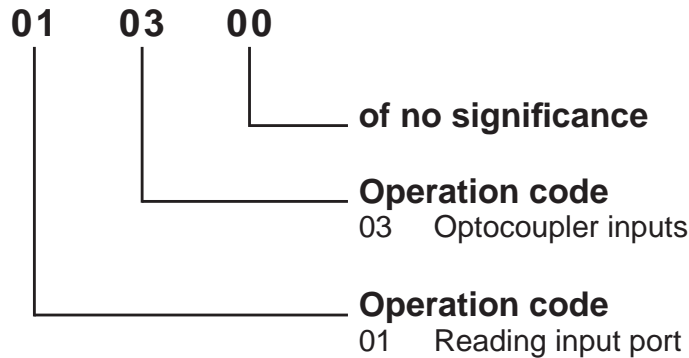 01 03 00
of no significance
Operation code
03 Optocoupler inputs
Operation code
01 Reading input port